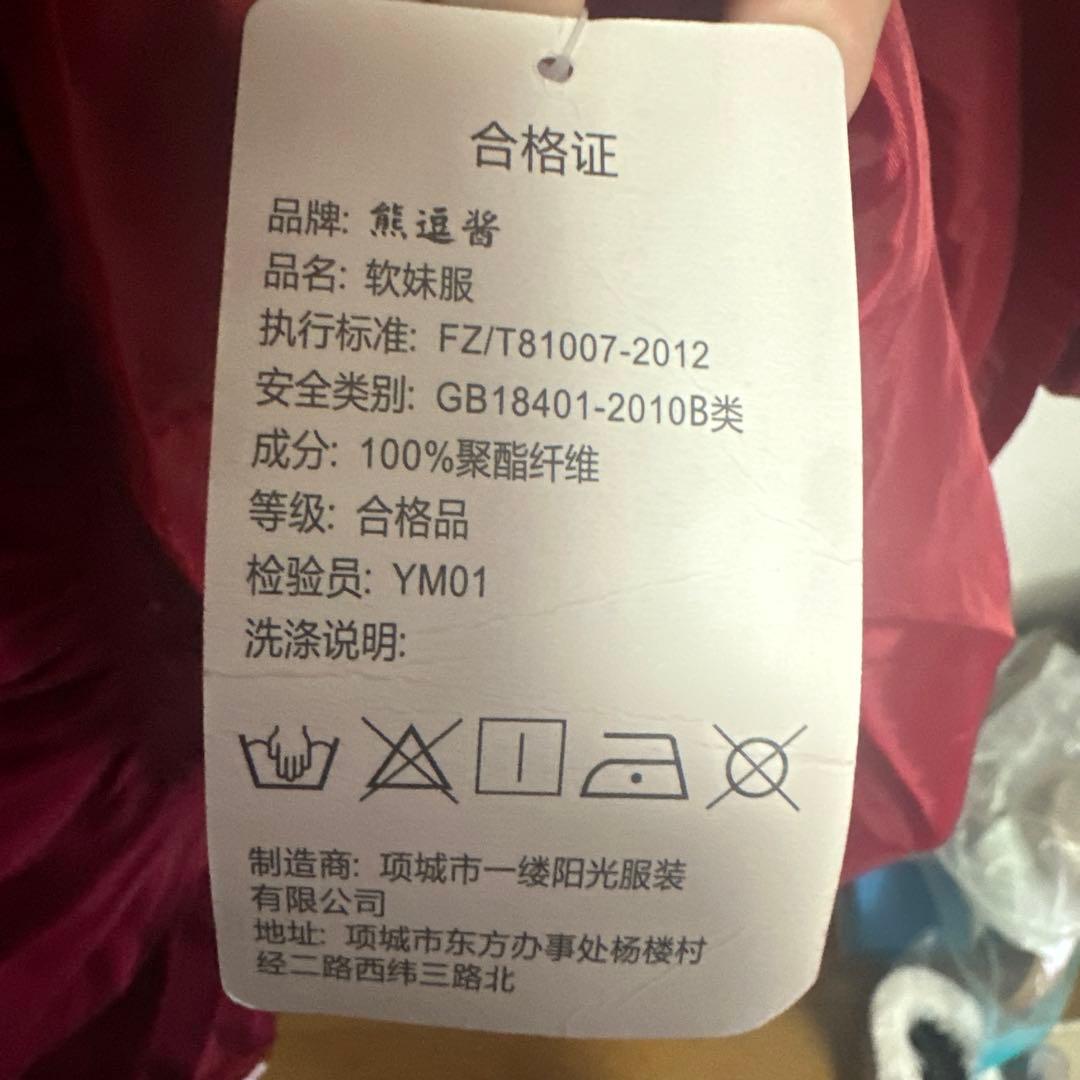 合格证
品牌: 熊逗酱
品名: 软妹服
执行标准: FZ/T81007-2012
安全类别: GB18401-2010B类
成分: 100%聚酯纤维
等级: 合格品
检验员: YM01
洗涤说明:
制造商: 项城市一缕阳光服装
有限公司
地址: 项城市东方办事处杨楼村
经二路西纬三路北